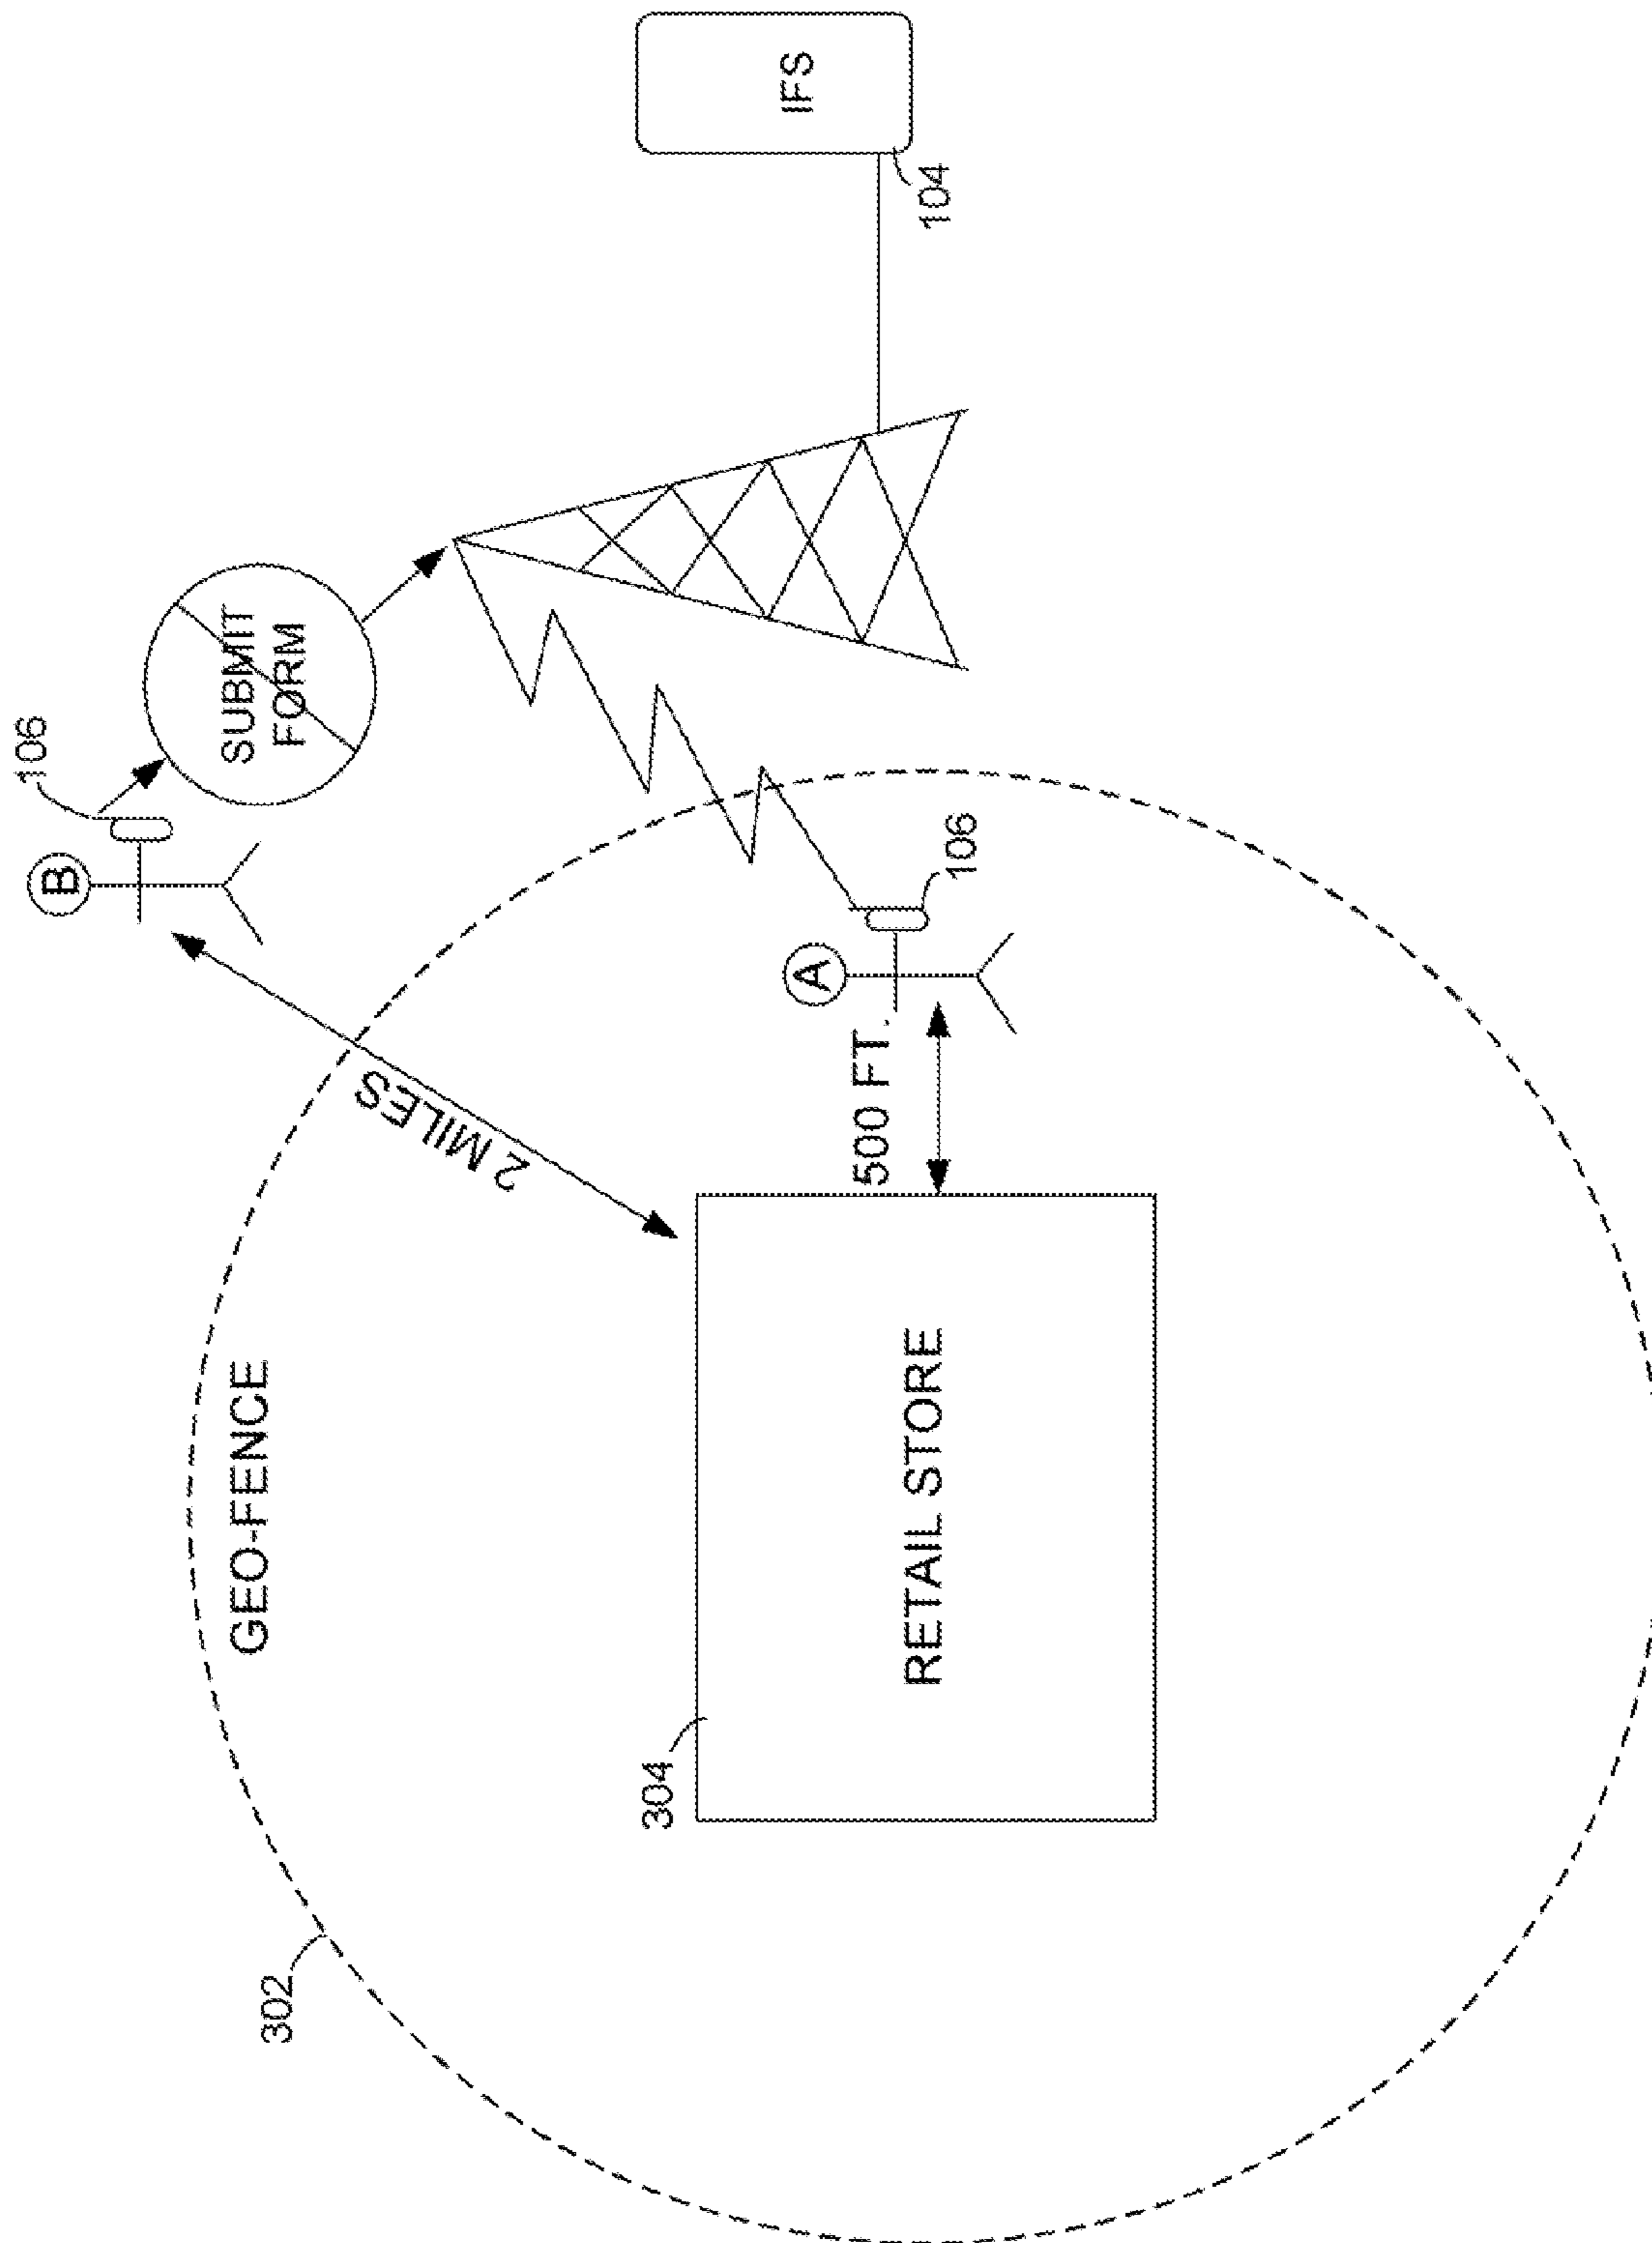 B
106
SUBMIT
FORM
IFS
104
2 MILES
GEO-FENCE
302
A
106
500 FT.
304
RETAIL STORE